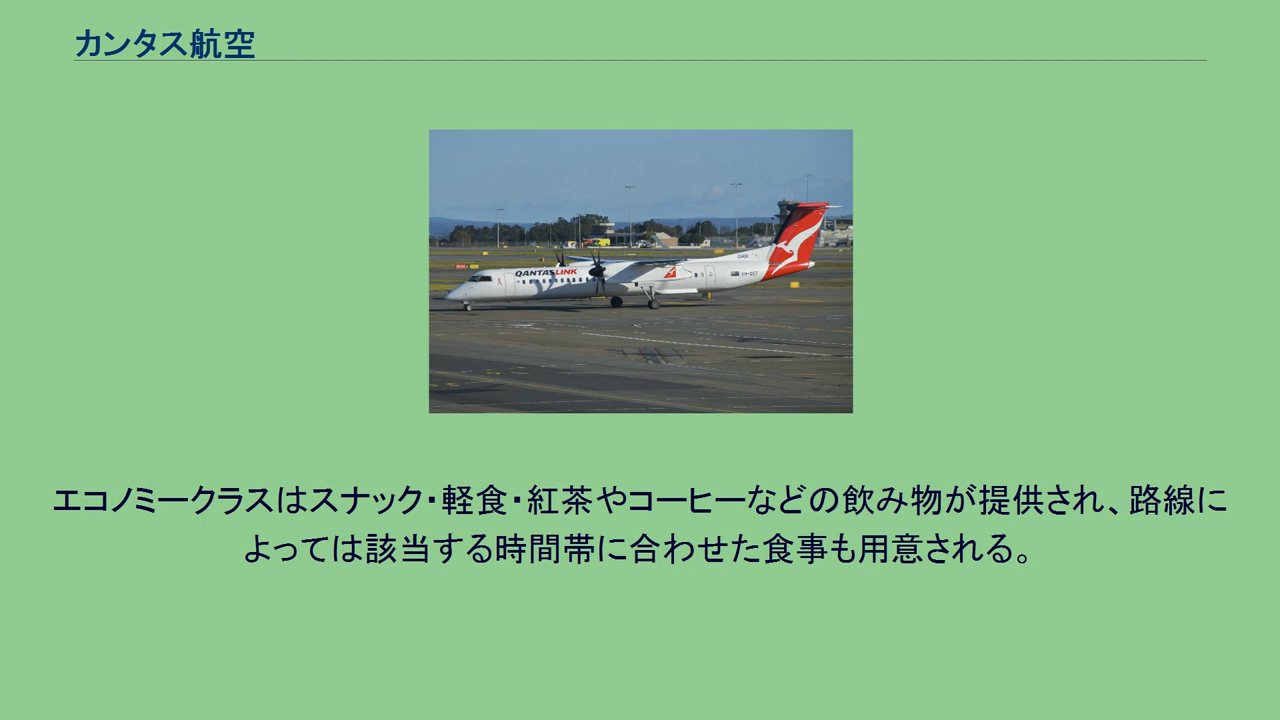 カンタス航空
QANTASLINK
エコノミークラスはスナック・軽食・紅茶やコーヒーなどの飲み物が提供され、路線に
よっては該当する時間帯に合わせた食事も用意される。